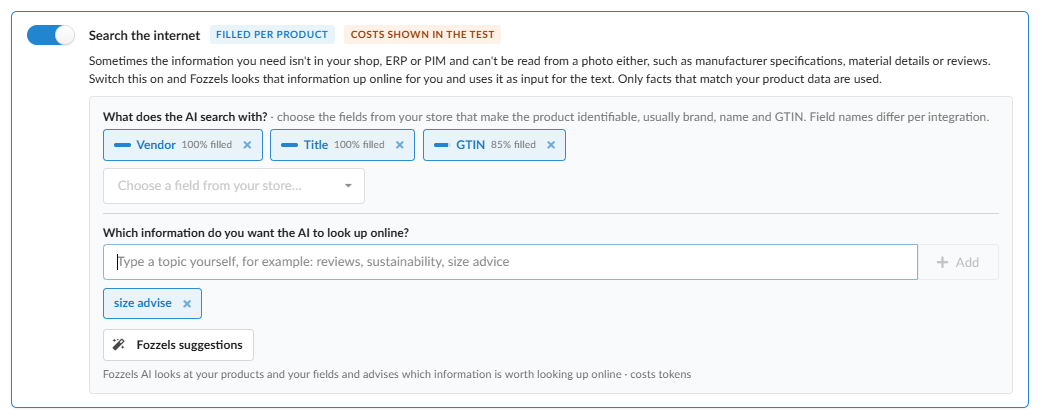 Search the internet FILLED PER PRODUCT COSTS SHOWN IN THE TEST
Sometimes the information you need isn't in your shop, ERP or PIM and can't be read from a photo either, such as manufacturer specifications, material details or reviews.
Switch this on and Fozzels looks that information up online for you and uses it as input for the text. Only facts that match your product data are used.
What does the AI search with? · choose the fields from your store that make the product identifiable, usually brand, name and GTIN. Field names differ per integration.
Vendor 100% filled × Title 100% filled × GTIN 85% filled ×
Choose a field from your store...
Which information do you want the AI to look up online?
Type a topic yourself, for example: reviews, sustainability, size advice + Add
size advise ×
Fozzels suggestions
Fozzels AI looks at your products and your fields and advises which information is worth looking up online · costs tokens